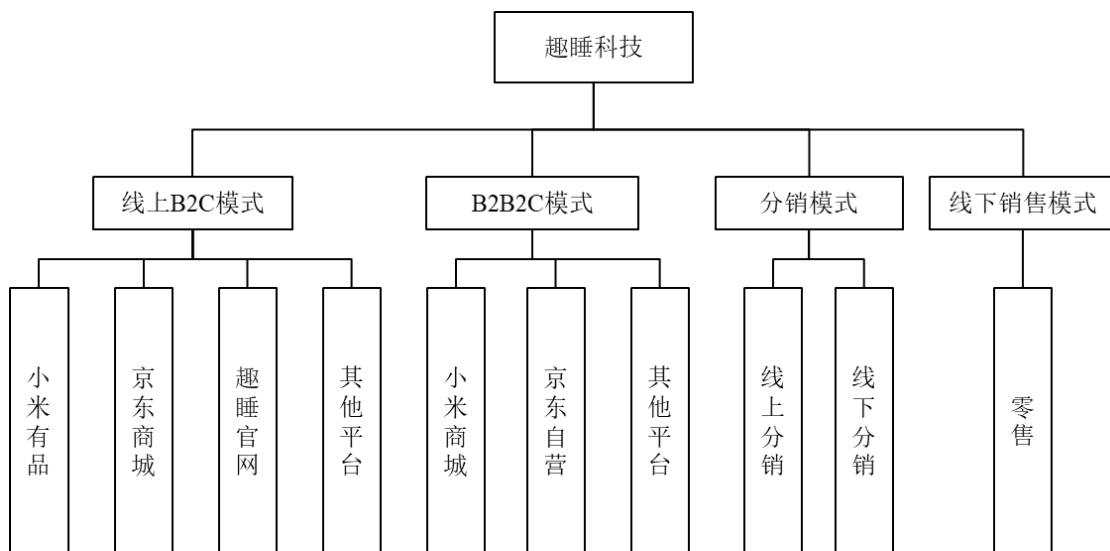 趣睡科技
线上B2C模式
B2B2C模式
分销模式
线下销售模式
小米有品
京东商城
趣睡官网
其他平台
小米商城
京东自营
其他平台
线上分销
线下分销
零售